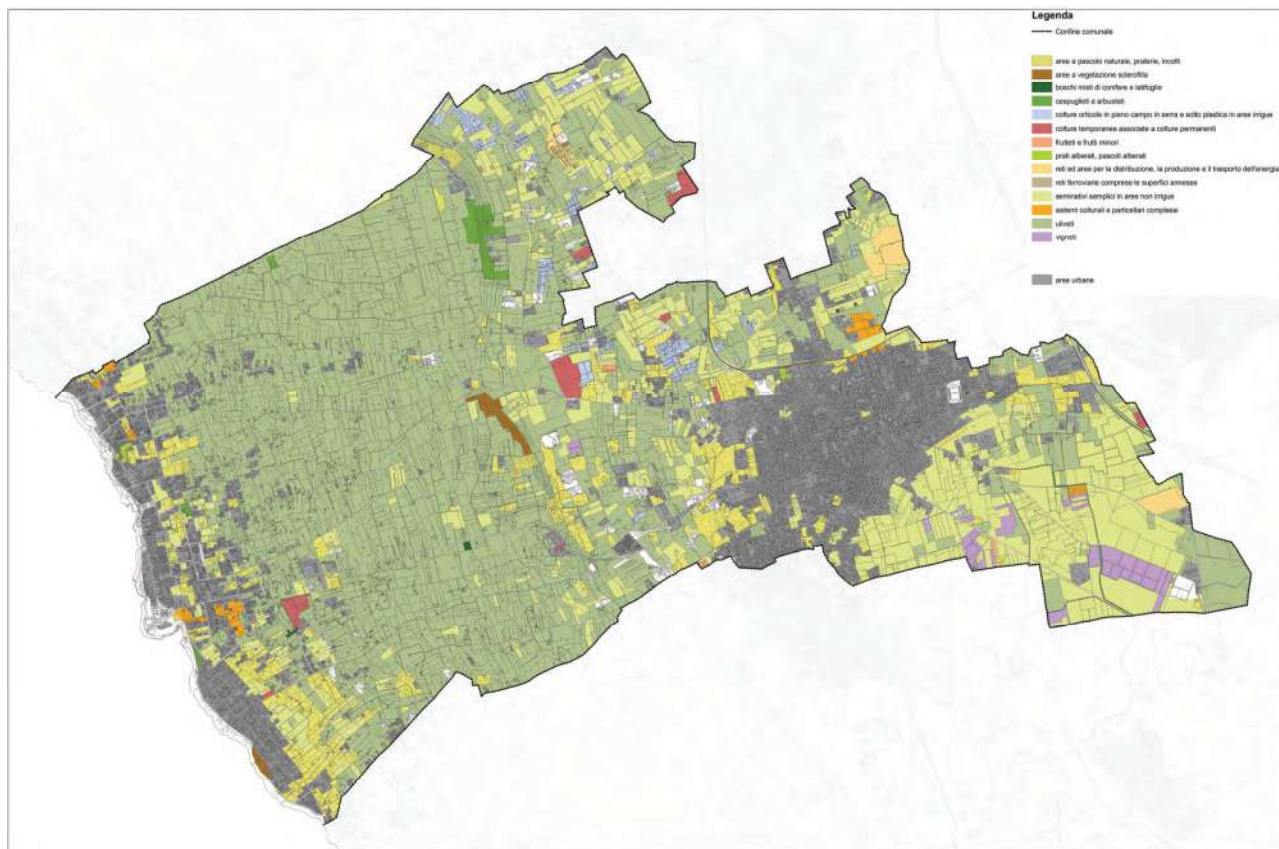 Legenda
Confine comunale
aree a pascolo naturale, praterie, incolti
aree a vegetazione sclerofilla
boschi misti di conifere e latifoglie
cespuglieti e arbusteti
colture orticole in pieno campo in serra e sotto plastica in aree irrigue
colture temporanee associate a colture permanenti
frutteti e frutti minori
prati alberati, pascoli alberati
reti ed aree per la distribuzione, la produzione e il trasporto dell'energia
reti ferroviarie comprese le superfici annesse
seminativi semplici in aree non irrigue
sistemi colturali e particellari complessi
uliveti
vigneti
aree urbane